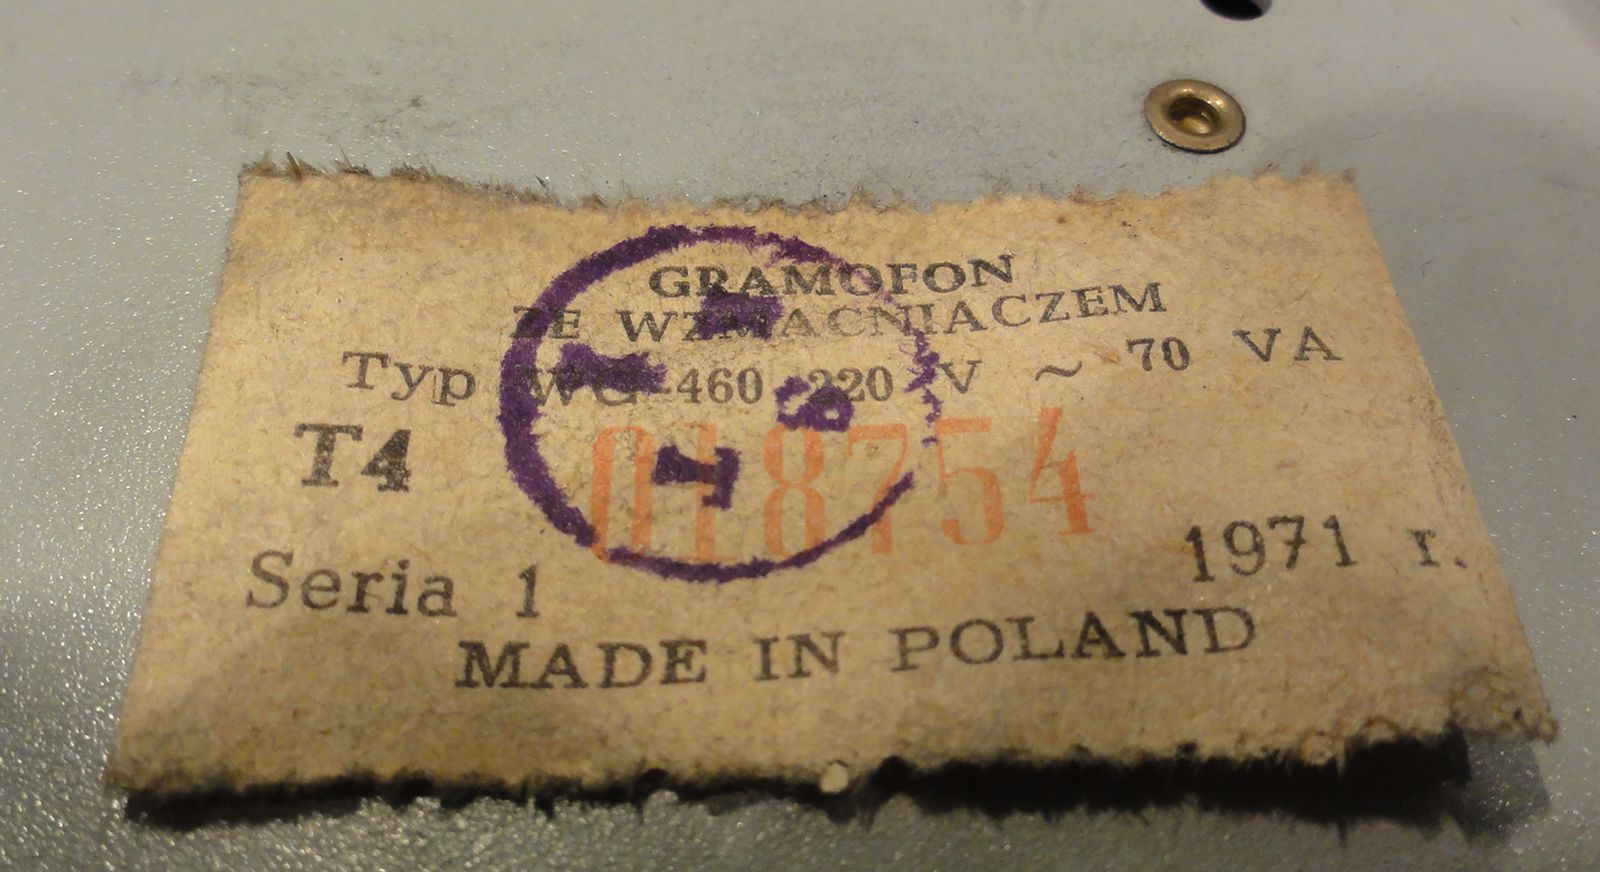 GRAMOFON
ZE WZMACNIACZEM
Typ WG-460 220 V ~ 70 VA
T4
018754
Seria 1
1971 r.
MADE IN POLAND